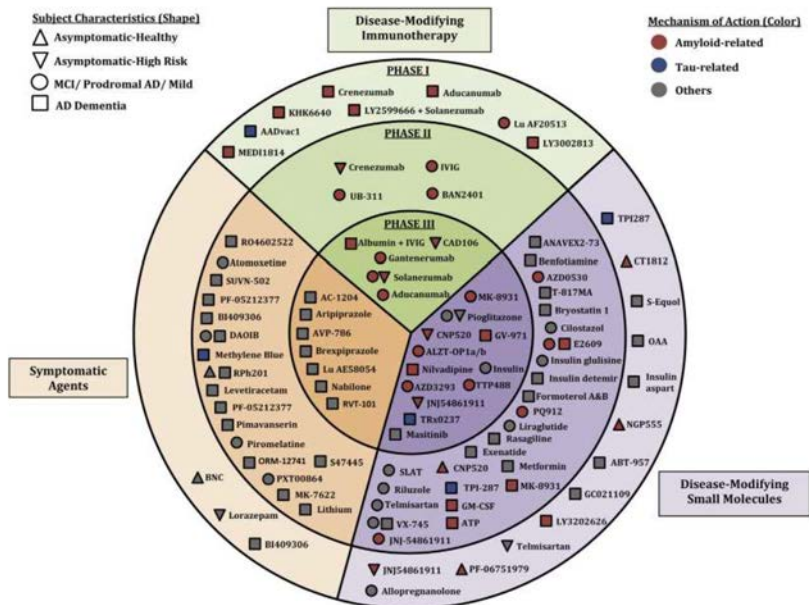 Subject Characteristics (Shape)
Asymptomatic-Healthy
Asymptomatic-High Risk
MCI/ Prodromal AD/ Mild
AD Dementia
Disease-Modifying
Immunotherapy
Mechanism of Action (Color)
Amyloid-related
Tau-related
Others
PHASE I
Crenezumab
Aducanumab
KHK6640
LY2599666 + Solanezumab
AADvac1
Lu AF20513
MEDI1814
LY3002813
PHASE II
Crenezumab
IVIG
UB-311
BAN2401
PHASE III
Albumin + IVIG
CAD106
Gantenerumab
Solanezumab
Aducanumab
Symptomatic
Agents
RO4602522
Atomoxetine
SUVN-502
PF-05212377
BI409306
DAOIB
Methylene Blue
RPh201
Levetiracetam
PF-05212377
Pimavanserin
Piromelatine
ORM-12741
S47445
PXT00864
MK-7622
Lithium
AC-1204
Aripiprazole
AVP-786
Brexpiprazole
Lu AE58054
Nabilone
RVT-101
BNC
Lorazepam
BI409306
MK-8931
Pioglitazone
CNP520
GV-971
ALZT-OP1a/b
Nilvadipine
Insulin
AZD3293
TTP488
JNJ54861911
TRx0237
Masitinib
ANAVEX2-73
Benfotiamine
AZD0530
T-817MA
Bryostatin 1
Cilostazol
E2609
Insulin glulisine
Insulin detemir
Formoterol A&B
PQ912
Liraglutide
Rasagiline
Exenatide
SLAT
CNP520
Metformin
Riluzole
TPI-287
MK-8931
Telmisartan
GM-CSF
VX-745
ATP
JNJ-54861911
TPI287
CT1812
S-Equol
OAA
Insulin
aspart
NGP555
ABT-957
GC021109
LY3202626
Telmisartan
JNJ54861911
PF-06751979
Allopregnanolone
Disease-Modifying
Small Molecules